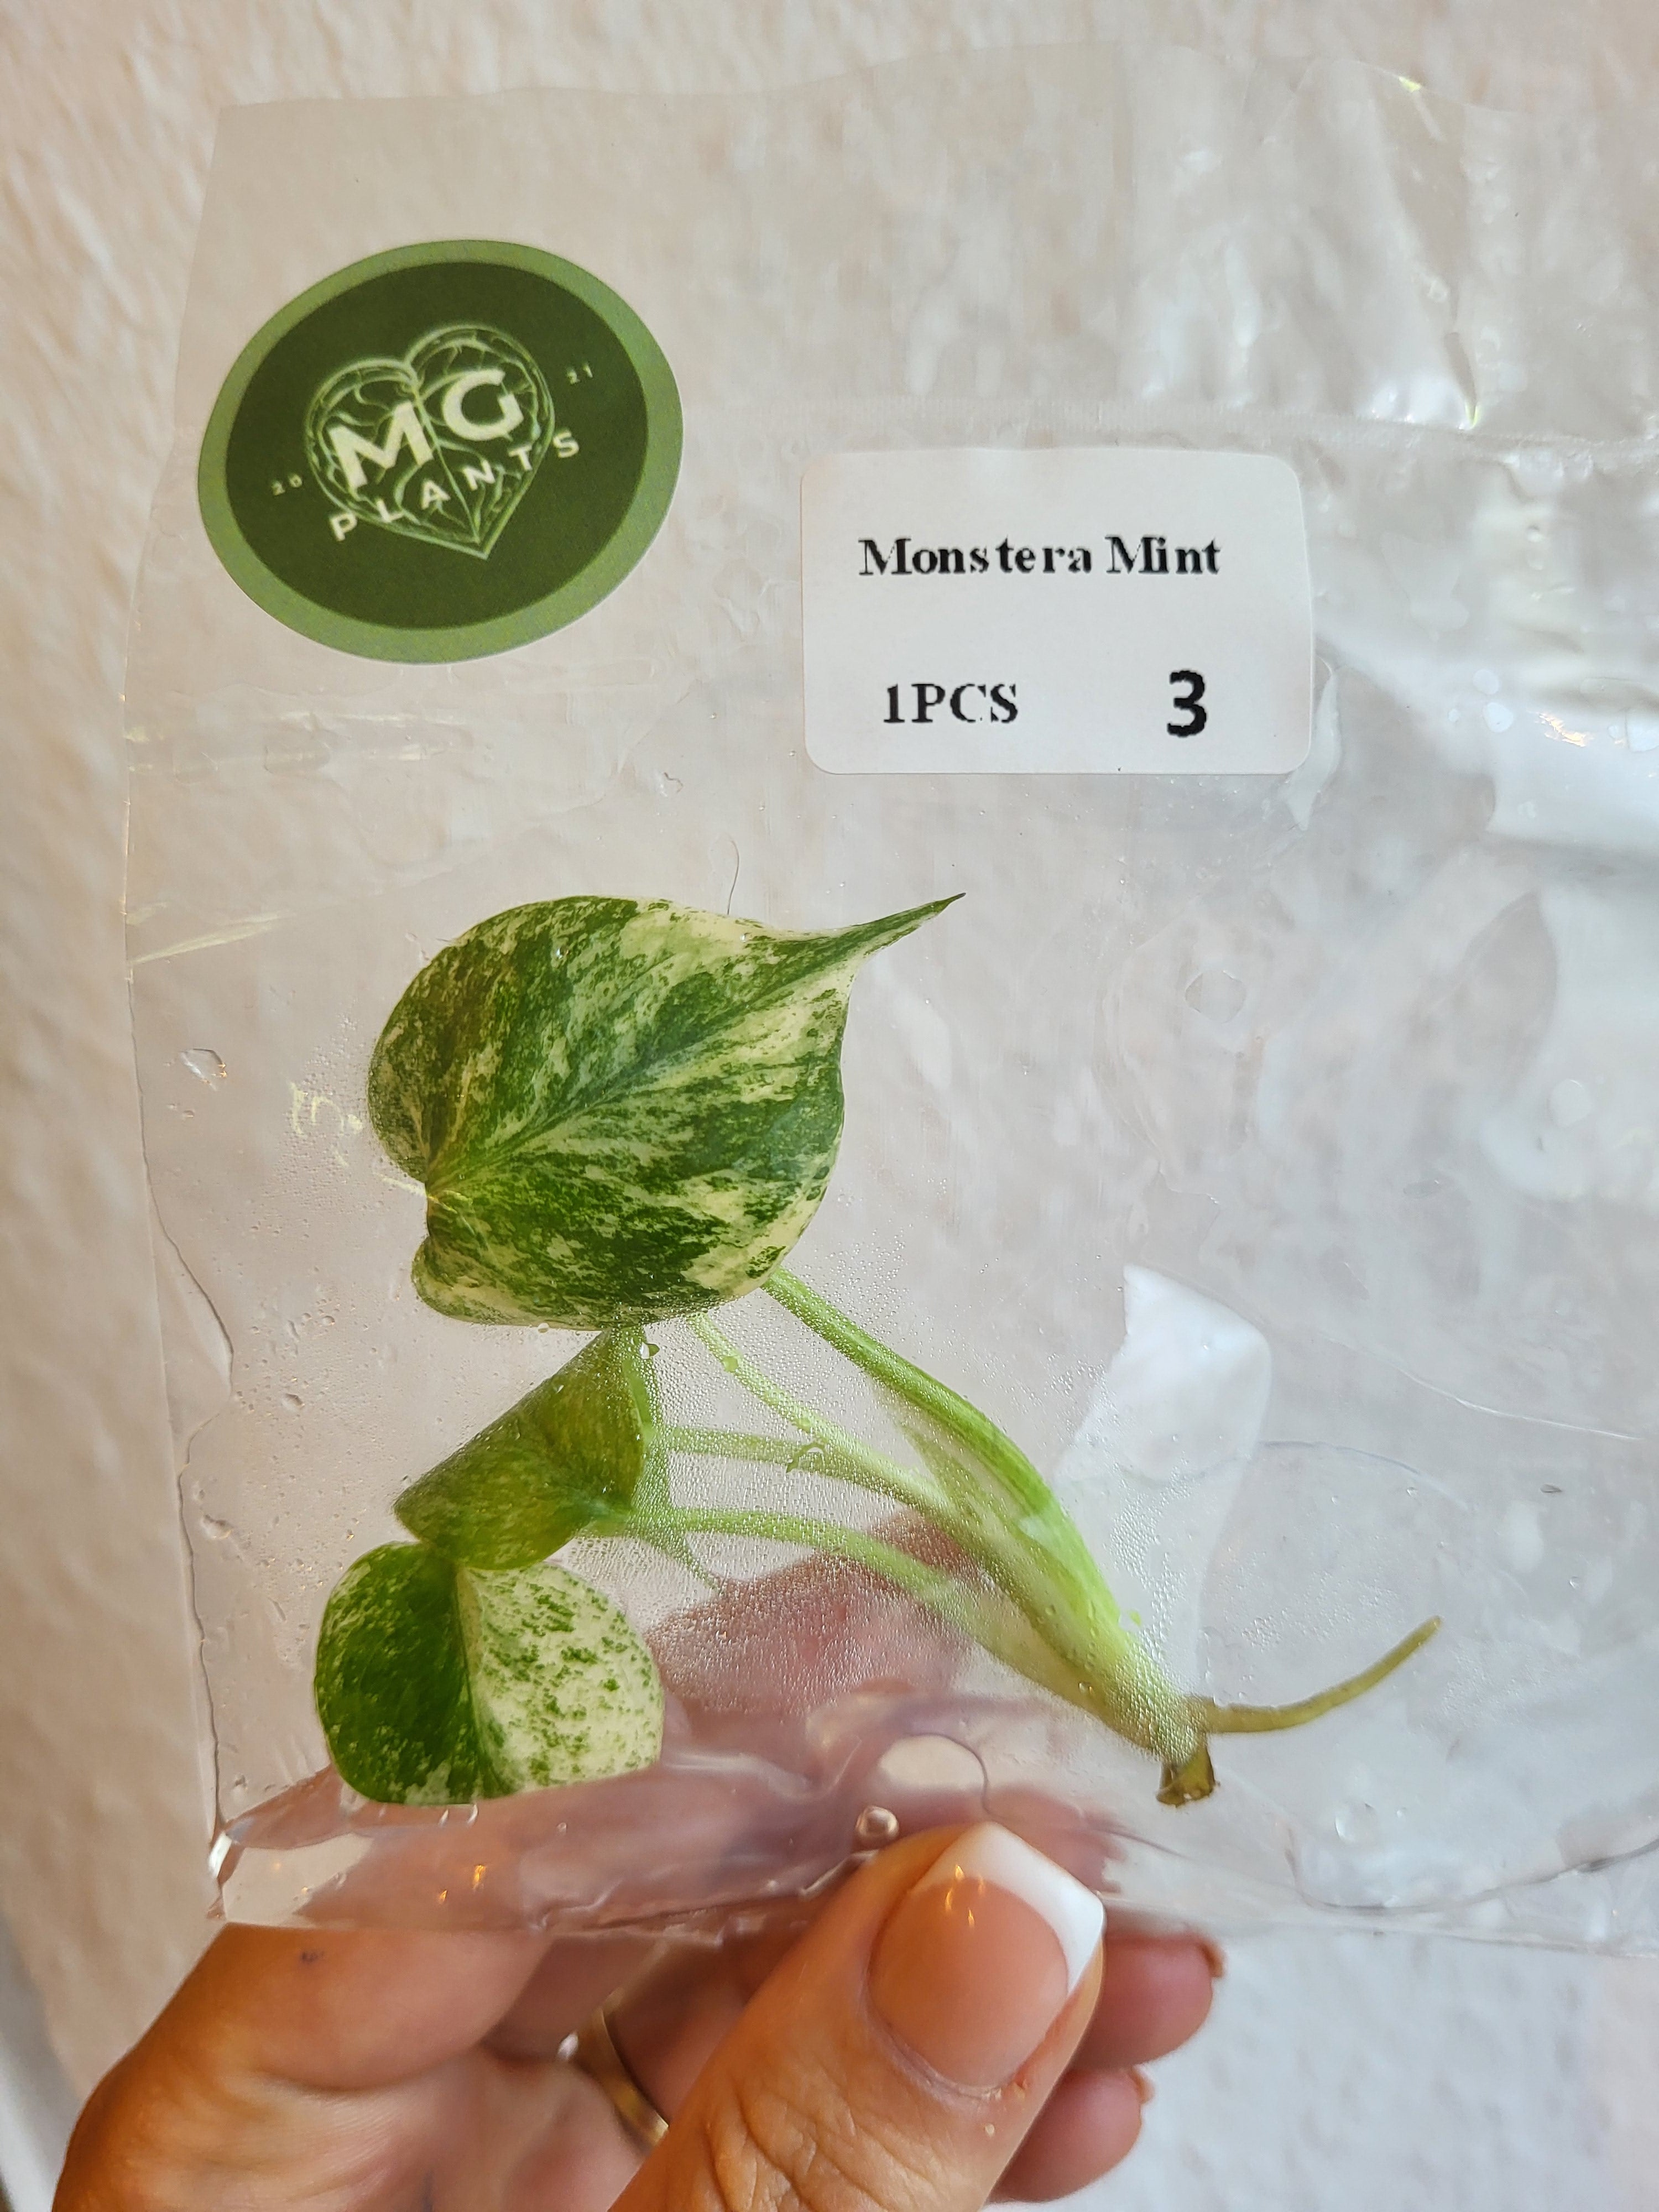 20 MG 21
PLANTS
Monstera Mint
1PCS 3